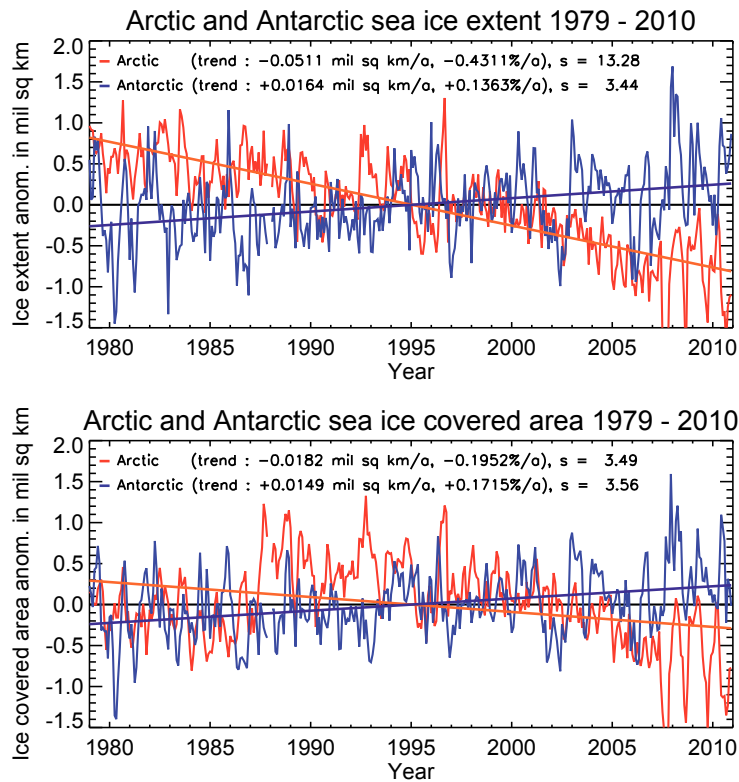 Arctic and Antarctic sea ice extent 1979 - 2010
Ice extent anom. in mil sq km
2.0
1.5
1.0
0.5
0.0
-0.5
-1.0
-1.5
Arctic (trend : -0.0511 mil sq km/a, -0.4311%/a), s = 13.28
Antarctic (trend : +0.0164 mil sq km/a, +0.1363%/a), s = 3.44
1980 1985 1990 1995 2000 2005 2010
Year
Arctic and Antarctic sea ice covered area 1979 - 2010
Ice covered area anom. in mil sq km
2.0
1.5
1.0
0.5
0.0
-0.5
-1.0
-1.5
Arctic (trend : -0.0182 mil sq km/a, -0.1952%/a), s = 3.49
Antarctic (trend : +0.0149 mil sq km/a, +0.1715%/a), s = 3.56
1980 1985 1990 1995 2000 2005 2010
Year